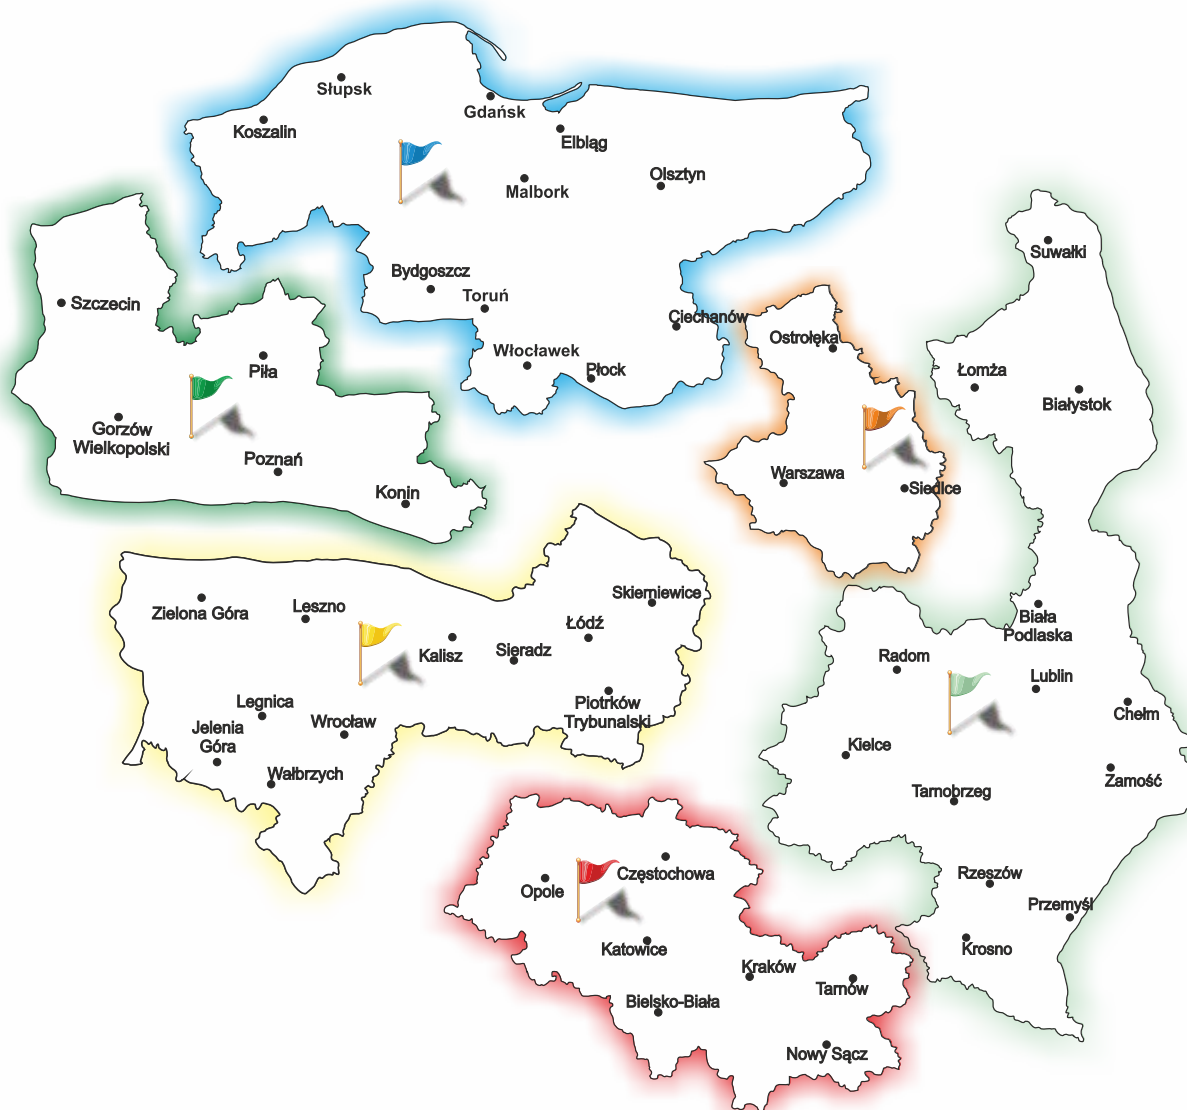 Słupsk
Gdańsk
Koszalin
Elbląg
Olsztyn
Malbork
Bydgoszcz
Toruń
Ciechanów
Włocławek
Płock
Szczecin
Piła
Gorzów
Wielkopolski
Poznań
Konin
Ostrołęka
Warszawa
Siedlce
Suwałki
Łomża
Białystok
Biała
Podlaska
Radom
Lublin
Chełm
Kielce
Zamość
Tarnobrzeg
Rzeszów
Przemyśl
Krosno
Skierniewice
Zielona Góra
Leszno
Łódź
Kalisz
Sieradz
Legnica
Piotrków
Trybunalski
Wrocław
Jelenia
Góra
Wałbrzych
Częstochowa
Opole
Katowice
Kraków
Tarnów
Bielsko-Biała
Nowy Sącz